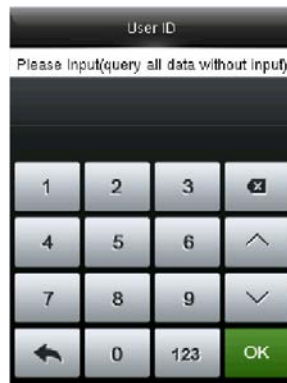 User ID
Please Input(query all data without input)
1 2 3
4 5 6
7 8 9
0 123 OK